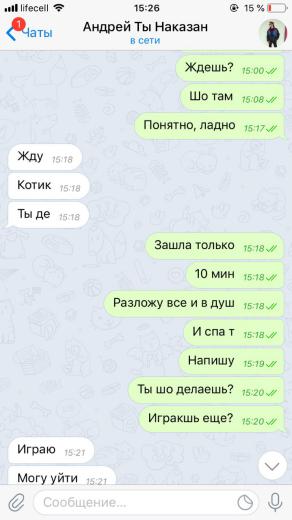 lifecell 15:26 15 %
1
Чаты
Андрей Ты Наказан
в сети
Ждешь? 15:00
Шо там 15:08
Понятно, ладно 15:17
Жду 15:18
Котик 15:18
Ты де 15:18
Зашла только 15:18
10 мин 15:18
Разложу все и в душ 15:18
И спа т 15:18
Напишу 15:19
Ты шо делаешь? 15:20
Игракшь еще? 15:20
Играю 15:21
Могу уйти 15:21
Сообщение...